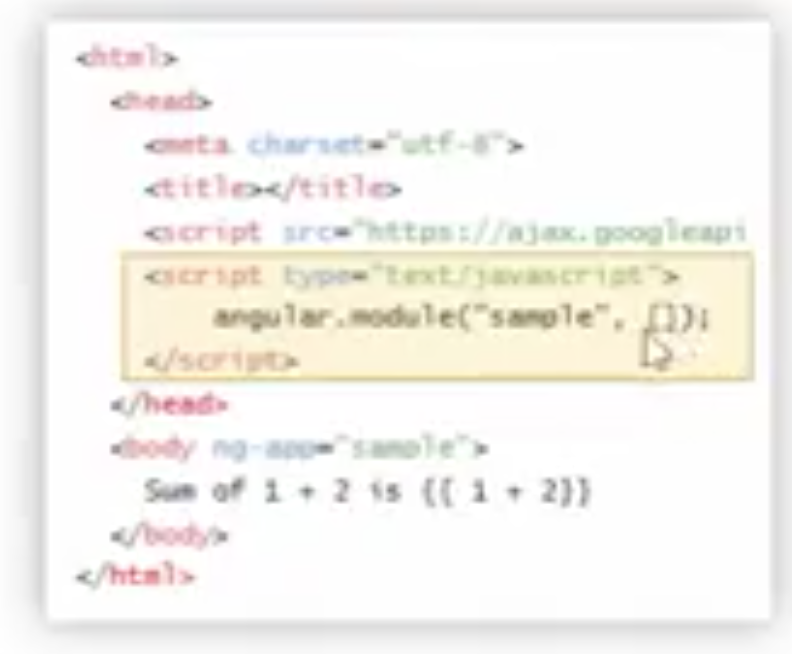 <html>
<head>
<meta charset="utf-8">
<title></title>
<script src="https://ajax.googleapi
<script type="text/javascript">
angular.module("sample", []);
</script>
</head>
<body ng-app="sample">
Sum of 1 + 2 is {{ 1 + 2}}
</body>
</html>